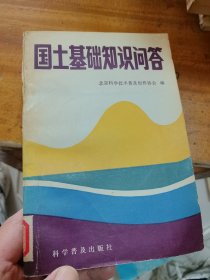 国土基础知识问答
北京科学技术普及创作协会 编
科学普及出版社